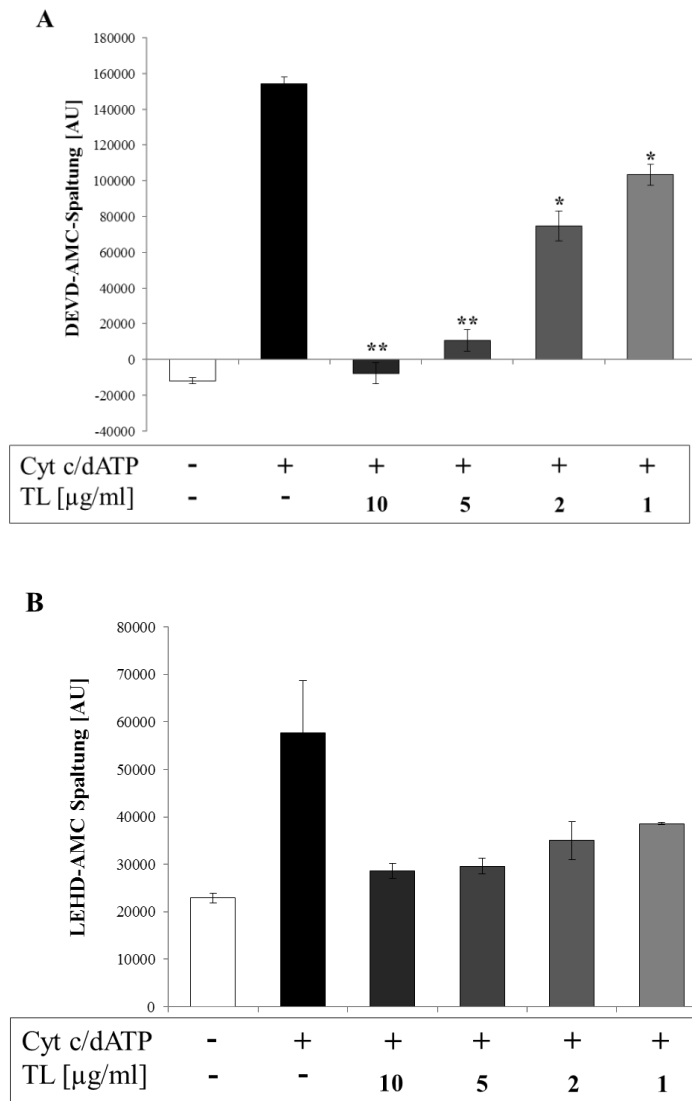 A
DEVD-AMC-Spaltung [AU]
180000
160000
140000
120000
100000
80000
60000
40000
20000
0
-20000
-40000
** ** * *
Cyt c/dATP - + + + + +
TL [µg/ml] - - 10 5 2 1
B
LEHD-AMC Spaltung [AU]
80000
70000
60000
50000
40000
30000
20000
10000
0
Cyt c/dATP - + + + + +
TL [µg/ml] - - 10 5 2 1